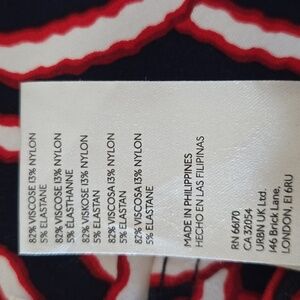 82% VISCOSE 13% NYLON
5% ELASTANE
82% VISCOSE 13% NYLON
5% ÉLASTHANNE
82% VISKOSE 13% NYLON
5% ELASTAN
82% VISCOSA 13% NYLON
5% ELASTAN
82% VISCOSA 13% NYLON
5% ELASTANE
MADE IN PHILIPPINES
HECHO EN LAS FILIPINAS
RN 66170
CA 32054
URBN UK Ltd.
146 Brick Lane,
LONDON, E1 6RU